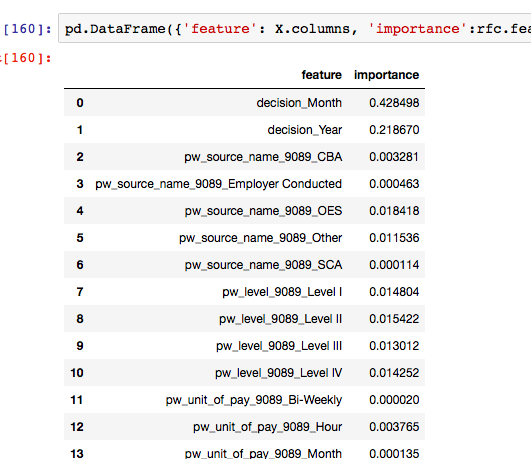 [160]: pd.DataFrame({'feature': X.columns, 'importance':rfc.fea
t[160]:
feature importance
0 decision_Month 0.428498
1 decision_Year 0.218670
2 pw_source_name_9089_CBA 0.003281
3 pw_source_name_9089_Employer Conducted 0.000463
4 pw_source_name_9089_OES 0.018418
5 pw_source_name_9089_Other 0.011536
6 pw_source_name_9089_SCA 0.000114
7 pw_level_9089_Level I 0.014804
8 pw_level_9089_Level II 0.015422
9 pw_level_9089_Level III 0.013012
10 pw_level_9089_Level IV 0.014252
11 pw_unit_of_pay_9089_Bi-Weekly 0.000020
12 pw_unit_of_pay_9089_Hour 0.003765
13 pw_unit_of_pay_9089_Month 0.000135